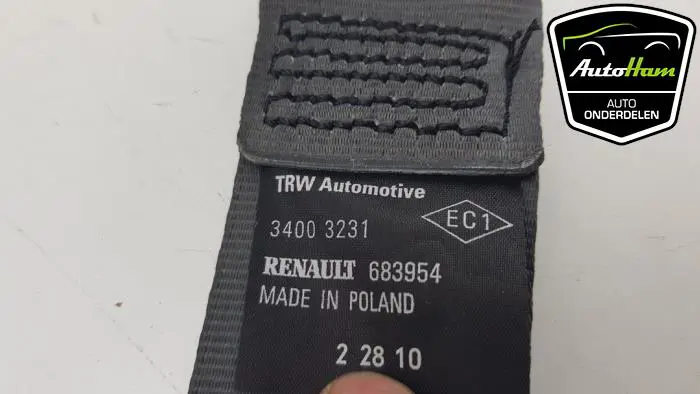 AutoHam
AUTO
ONDERDELEN
TRW Automotive
EC1
3400 3231
RENAULT 683954
MADE IN POLAND
2 28 10